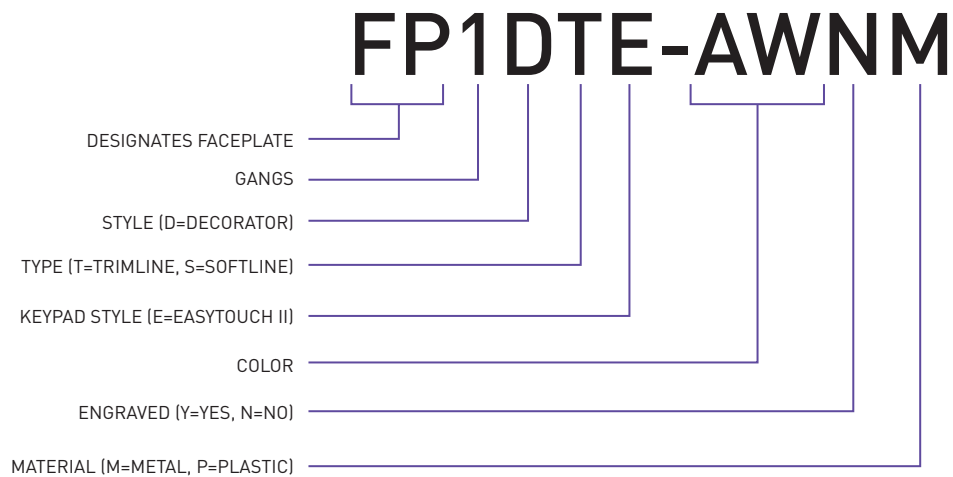 FP1DTE-AWNM
DESIGNATES FACEPLATE
GANGS
STYLE (D=DECORATOR)
TYPE (T=TRIMLINE, S=SOFTLINE)
KEYPAD STYLE (E=EASYTOUCH II)
COLOR
ENGRAVED (Y=YES, N=NO)
MATERIAL (M=METAL, P=PLASTIC)